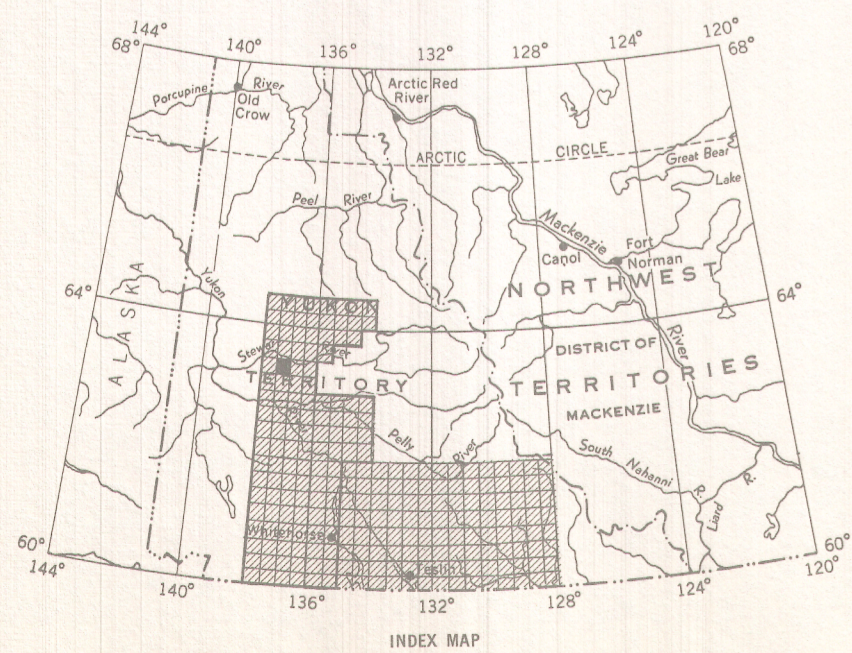 144°
68°
140°
136°
132°
128°
124°
120°
68°
Porcupine River
Old
Crow
Arctic Red
River
ARCTIC CIRCLE
Great Bear
Lake
Peel River
Mackenzie
Canol
Fort
Norman
NORTHWEST
64°
Yukon
ALASKA
YUKON
64°
Stewart River
TERRITORY
DISTRICT OF
TERRITORIES
MACKENZIE
River
Pelly
River
South Nahanni
R.
Liard
R.
Whitehorse
Teslin
60°
144°
140°
136°
132°
128°
124°
60°
120°
INDEX MAP